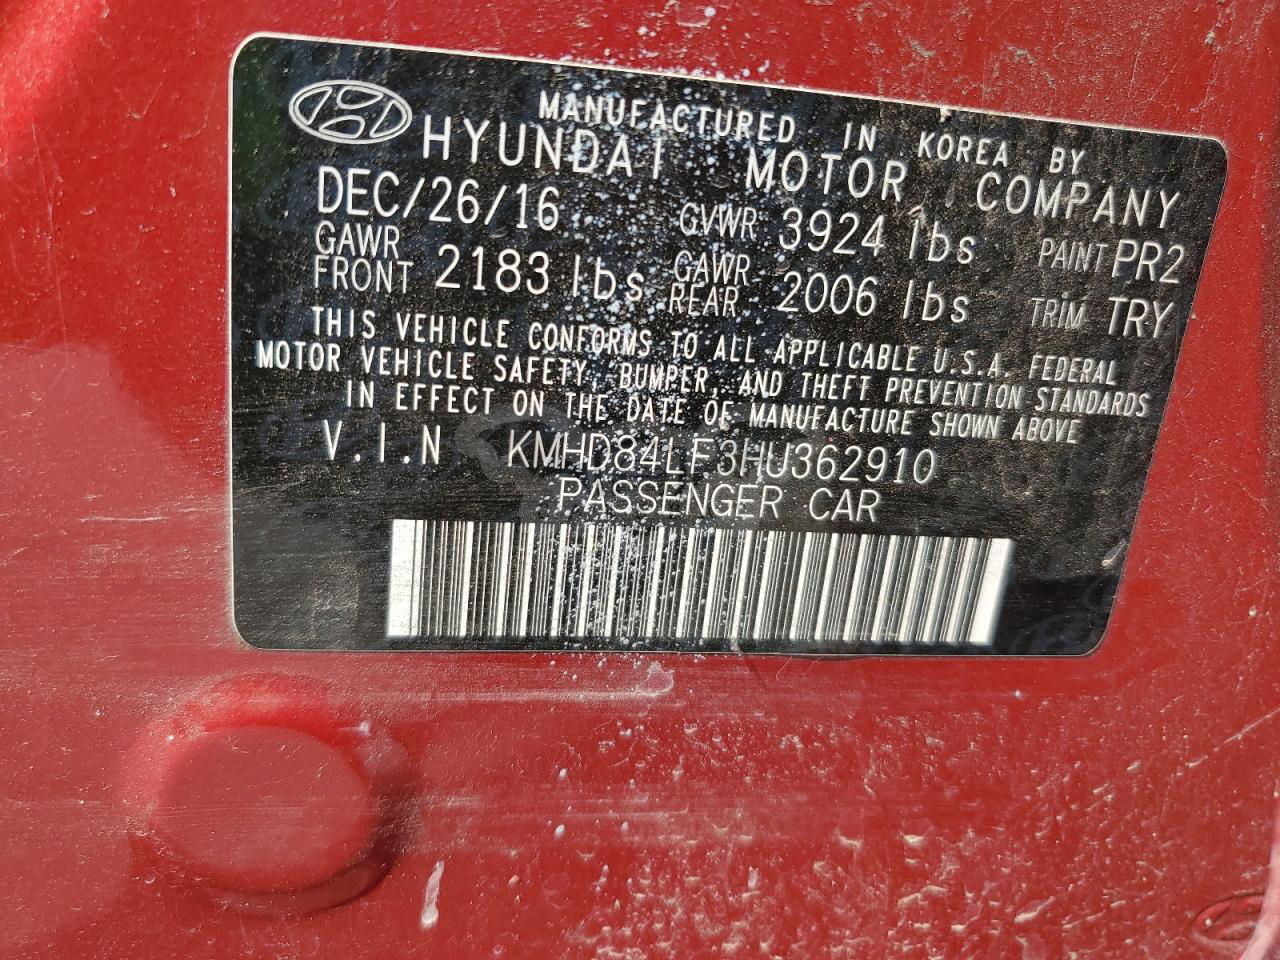 MANUFACTURED IN KOREA BY
HYUNDAI MOTOR COMPANY
DEC/26/16 GVWR 3924 lbs PAINT PR2
GAWR FRONT 2183 lbs GAWR REAR 2006 lbs TRIM TRY
THIS VEHICLE CONFORMS TO ALL APPLICABLE U.S.A. FEDERAL
MOTOR VEHICLE SAFETY, BUMPER, AND THEFT PREVENTION STANDARDS
IN EFFECT ON THE DATE OF MANUFACTURE SHOWN ABOVE
V.I.N KMHD84LF3HU362910
PASSENGER CAR